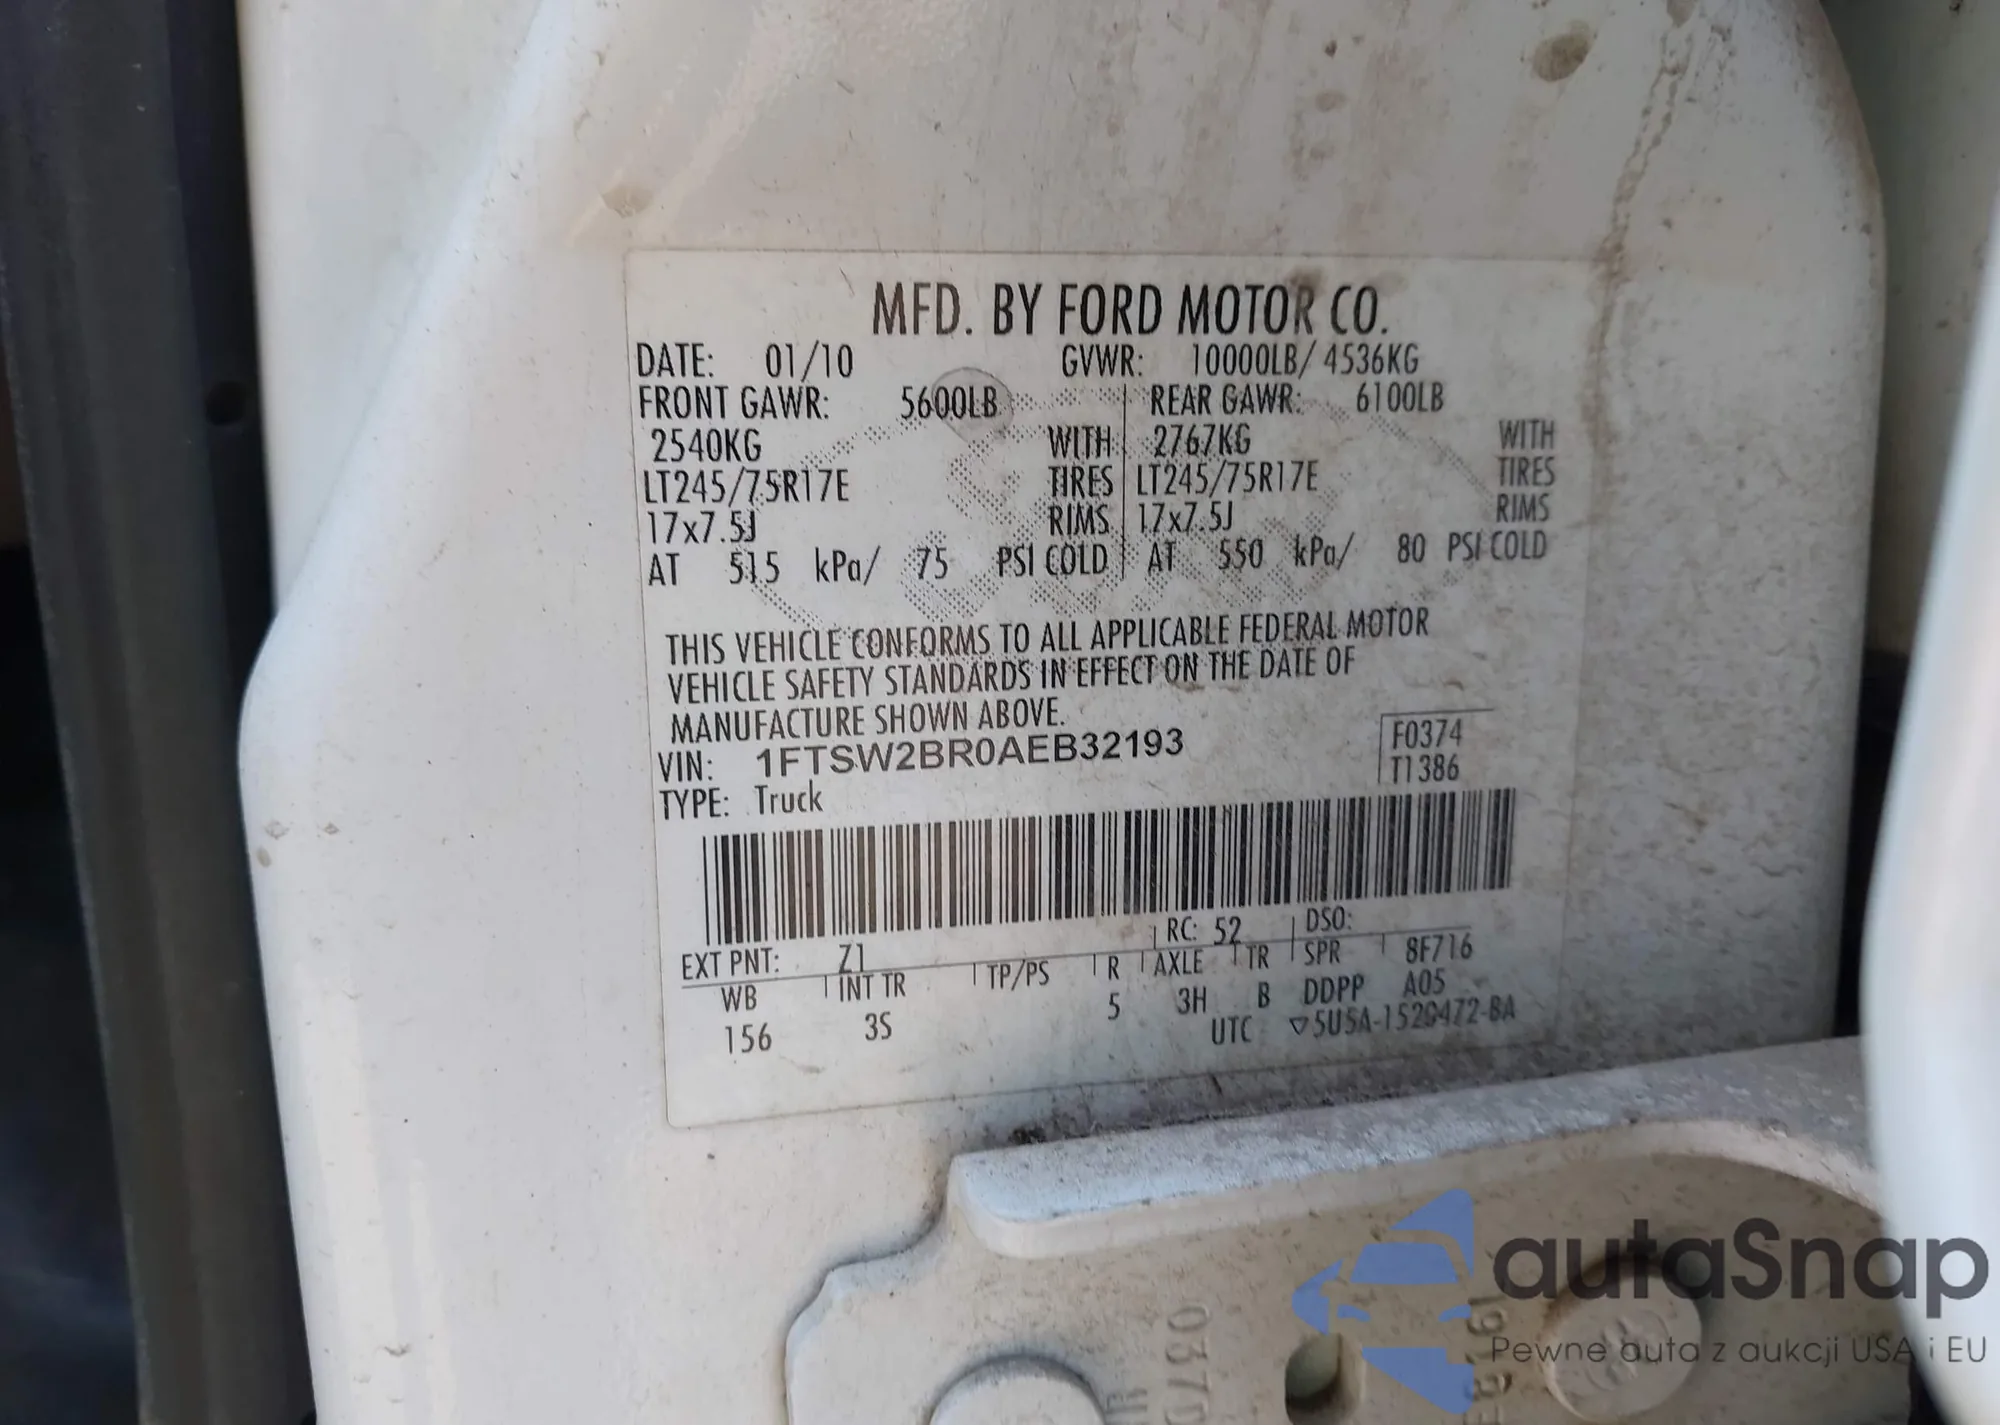 MFD. BY FORD MOTOR CO.
DATE: 01/10 GVWR: 10000LB/ 4536KG
FRONT GAWR: 5600LB REAR GAWR: 6100LB
2540KG WITH 2767KG WITH
LT245/75R17E TIRES LT245/75R17E TIRES
17x7.5J RIMS 17x7.5J RIMS
AT 515 kPa/ 75 PSI COLD AT 550 kPa/ 80 PSI COLD
THIS VEHICLE CONFORMS TO ALL APPLICABLE FEDERAL MOTOR
VEHICLE SAFETY STANDARDS IN EFFECT ON THE DATE OF
MANUFACTURE SHOWN ABOVE.
VIN: 1FTSW2BR0AEB32193
F0374
TYPE: Truck
T1386
RC: 52 DSO:
EXT PNT: Z1
WB INT TR TP/PS R AXLE TR SPR 8F716
156 3S 5 3H B DDPP A05
UTC ▽5USA-1529472-BA
autaSnap
Pewne auta z aukcji USA i EU